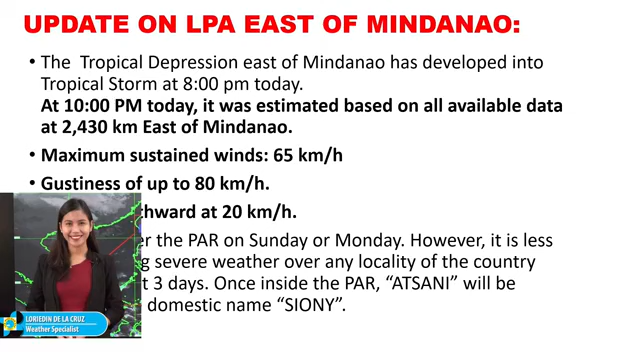 UPDATE ON LPA EAST OF MINDANAO:
• The Tropical Depression east of Mindanao has developed into
Tropical Storm at 8:00 pm today.
At 10:00 PM today, it was estimated based on all available data
at 2,430 km East of Mindanao.
• Maximum sustained winds: 65 km/h
• Gustiness of up to 80 km/h.
thward at 20 km/h.
er the PAR on Sunday or Monday. However, it is less
g severe weather over any locality of the country
t 3 days. Once inside the PAR, “ATSANI” will be
domestic name “SIONY”.
LORIEDIN DE LA CRUZ
Weather Specialist